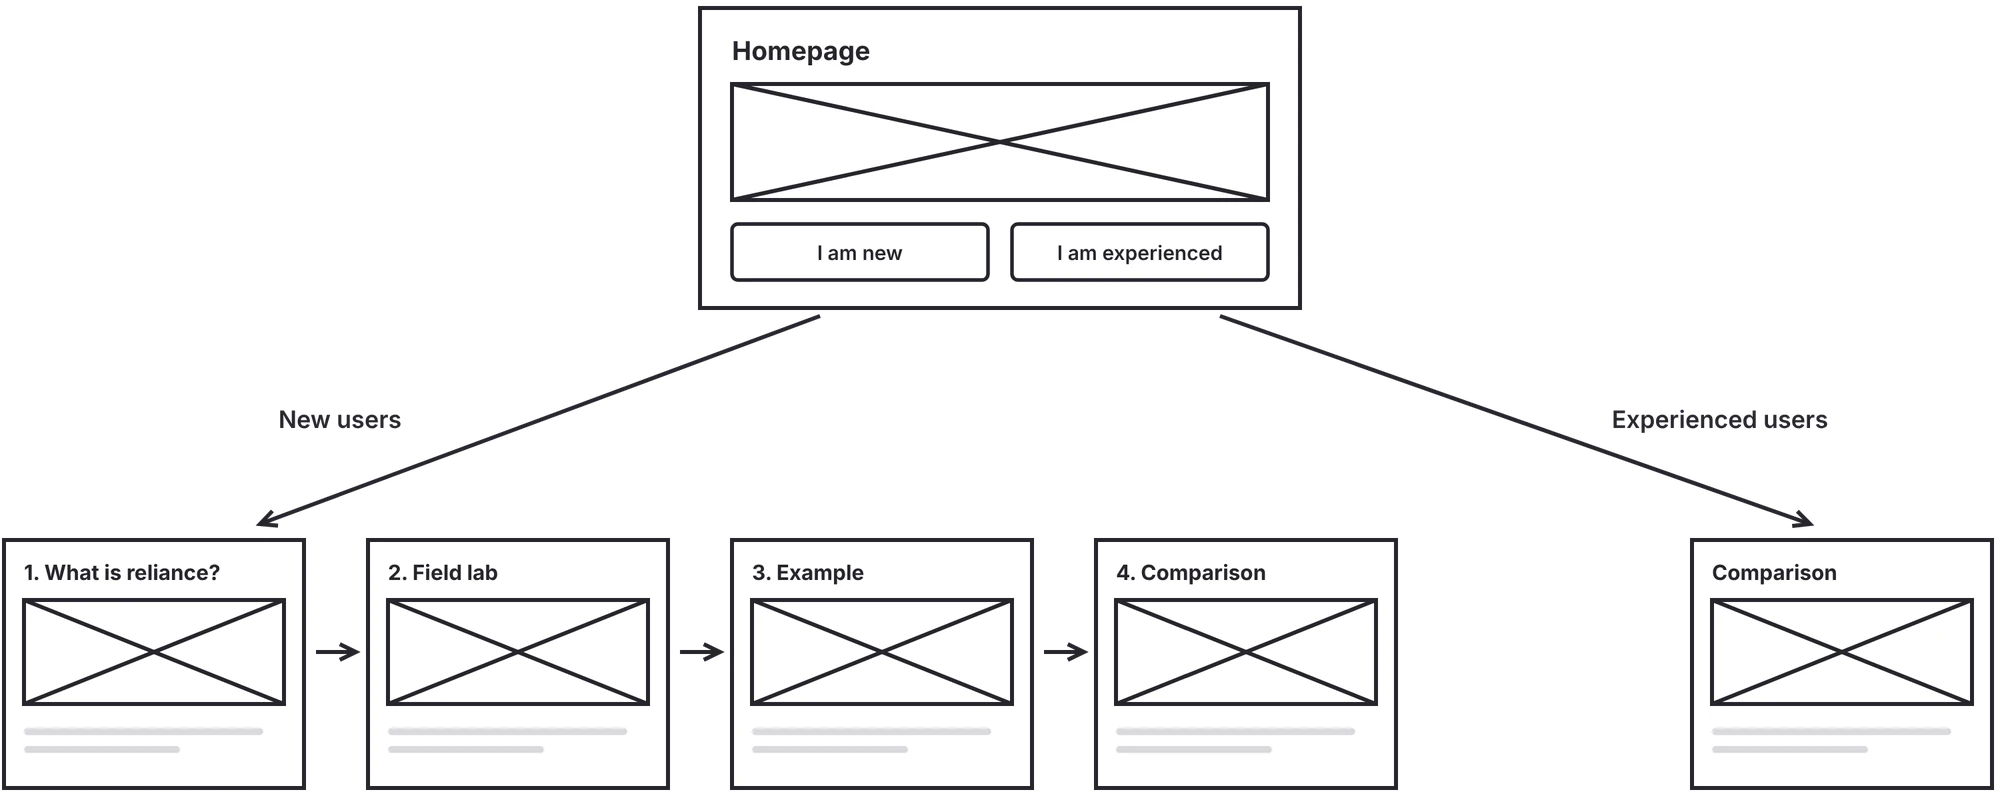 Homepage
I am new
I am experienced
New users
Experienced users
1. What is reliance?
2. Field lab
3. Example
4. Comparison
Comparison